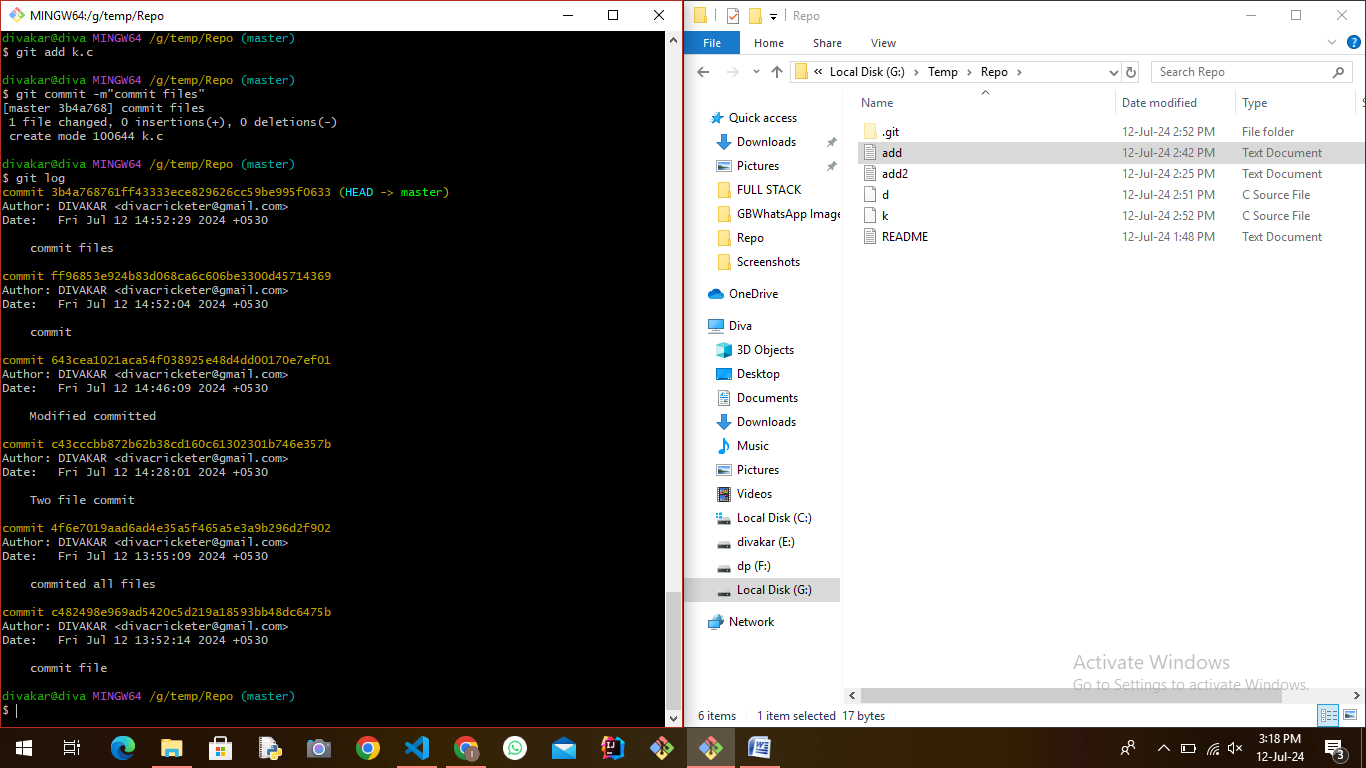 MINGW64:/g/temp/Repo
divakar@diva MINGW64 /g/temp/Repo (master)
$ git add k.c
divakar@diva MINGW64 /g/temp/Repo (master)
$ git commit -m"commit files"
[master 3b4a768] commit files
1 file changed, 0 insertions(+), 0 deletions(-)
create mode 100644 k.c
divakar@diva MINGW64 /g/temp/Repo (master)
$ git log
commit 3b4a768761ff43333ece829626cc59be995f0633 (HEAD -> master)
Author: DIVAKAR <divacricketer@gmail.com>
Date:   Fri Jul 12 14:52:29 2024 +0530
commit files
commit ff96853e924b83d068ca6c606be3300d45714369
Author: DIVAKAR <divacricketer@gmail.com>
Date:   Fri Jul 12 14:52:04 2024 +0530
commit
commit 643cea1021aca54f038925e48d4dd00170e7ef01
Author: DIVAKAR <divacricketer@gmail.com>
Date:   Fri Jul 12 14:46:09 2024 +0530
Modified committed
commit c43cccbb872b62b38cd160c61302301b746e357b
Author: DIVAKAR <divacricketer@gmail.com>
Date:   Fri Jul 12 14:28:01 2024 +0530
Two file commit
commit 4f6e7019aad6ad4e35a5f465a5e3a9b296d2f902
Author: DIVAKAR <divacricketer@gmail.com>
Date:   Fri Jul 12 13:55:09 2024 +0530
commited all files
commit c482498e969ad5420c5d219a18593bb48dc6475b
Author: DIVAKAR <divacricketer@gmail.com>
Date:   Fri Jul 12 13:52:14 2024 +0530
commit file
divakar@diva MINGW64 /g/temp/Repo (master)
$
Repo
File Home Share View
« Local Disk (G:) > Temp > Repo >
Search Repo
Quick access
Downloads
Pictures
FULL STACK
GBWhatsApp Image
Repo
Screenshots
OneDrive
Diva
3D Objects
Desktop
Documents
Downloads
Music
Pictures
Videos
Local Disk (C:)
divakar (E:)
dp (F:)
Local Disk (G:)
Network
Name Date modified Type S
.git 12-Jul-24 2:52 PM File folder
add 12-Jul-24 2:42 PM Text Document
add2 12-Jul-24 2:25 PM Text Document
d 12-Jul-24 2:51 PM C Source File
k 12-Jul-24 2:52 PM C Source File
README 12-Jul-24 1:48 PM Text Document
Activate Windows
Go to Settings to activate Windows.
6 items 1 item selected 17 bytes
3:18 PM
12-Jul-24
3